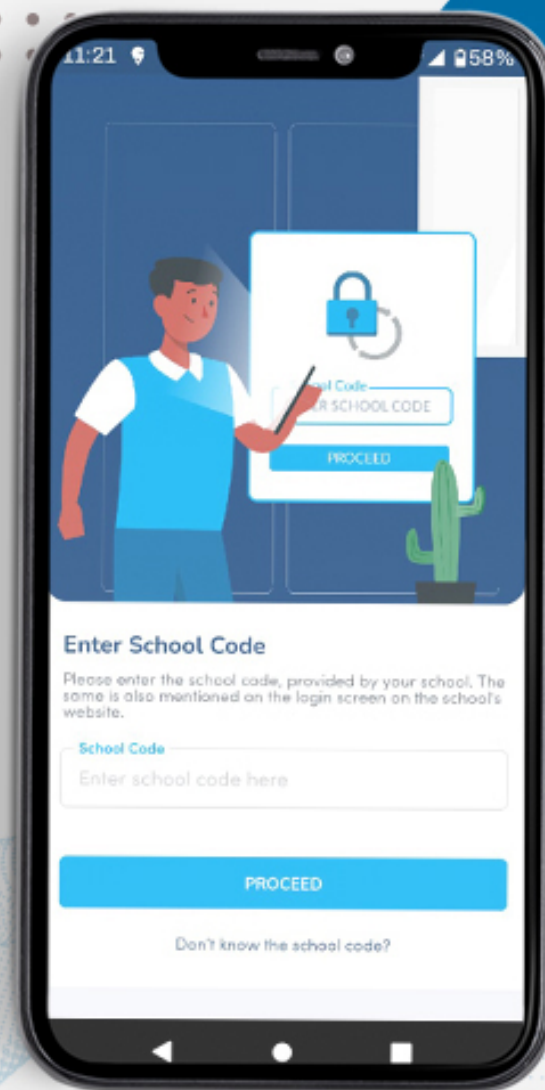 11:21
58%
School Code
ER SCHOOL CODE
PROCEED
Enter School Code
Please enter the school code, provided by your school. The
same is also mentioned on the login screen on the school's
website.
School Code
Enter school code here
PROCEED
Don't know the school code?